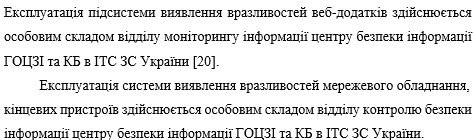 Експлуатація підсистеми виявлення вразливостей веб-додатків здійснюється
особовим складом відділу моніторингу інформації центру безпеки інформації
ГОЦЗІ та КБ в ІТС ЗС України [20].
Експлуатація системи виявлення вразливостей мережевого обладнання,
кінцевих пристроїв здійснюється особовим складом відділу контролю безпеки
інформації центру безпеки інформації ГОЦЗІ та КБ в ІТС ЗС України.